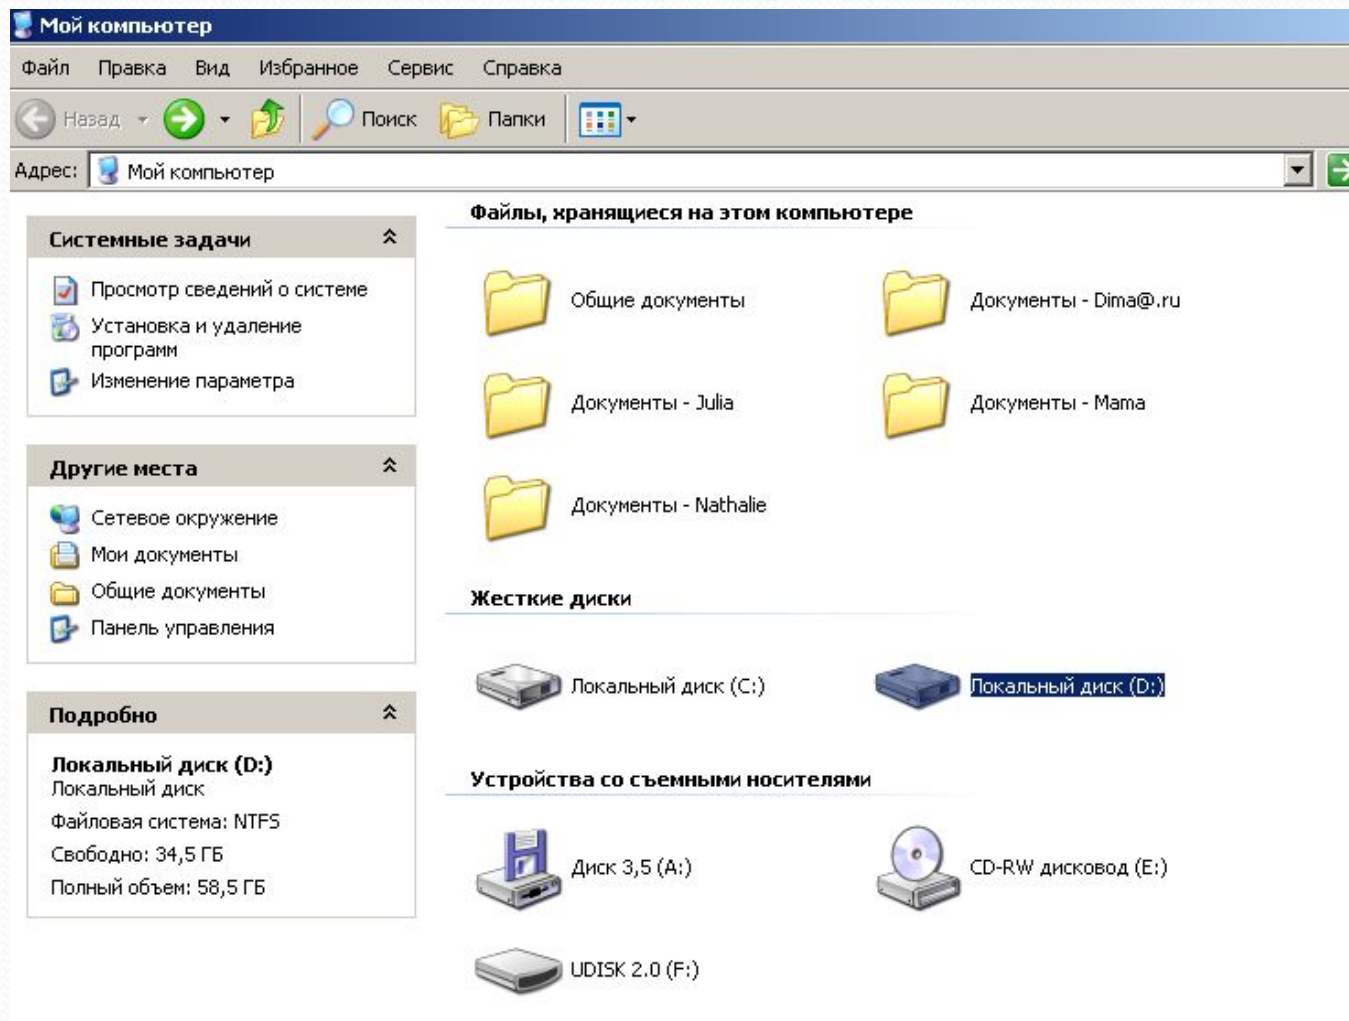 Мой компьютер
Файл Правка Вид Избранное Сервис Справка
Назад Поиск Папки
Адрес: Мой компьютер
Системные задачи
Просмотр сведений о системе
Установка и удаление
программ
Изменение параметра
Другие места
Сетевое окружение
Мои документы
Общие документы
Панель управления
Подробно
Локальный диск (D:)
Локальный диск
Файловая система: NTFS
Свободно: 34,5 ГБ
Полный объем: 58,5 ГБ
Файлы, хранящиеся на этом компьютере
Общие документы Документы - Dima@.ru
Документы - Julia Документы - Mama
Документы - Nathalie
Жесткие диски
Локальный диск (C:) Локальный диск (D:)
Устройства со съемными носителями
Диск 3,5 (A:) CD-RW дисковод (E:)
UDISK 2.0 (F:)